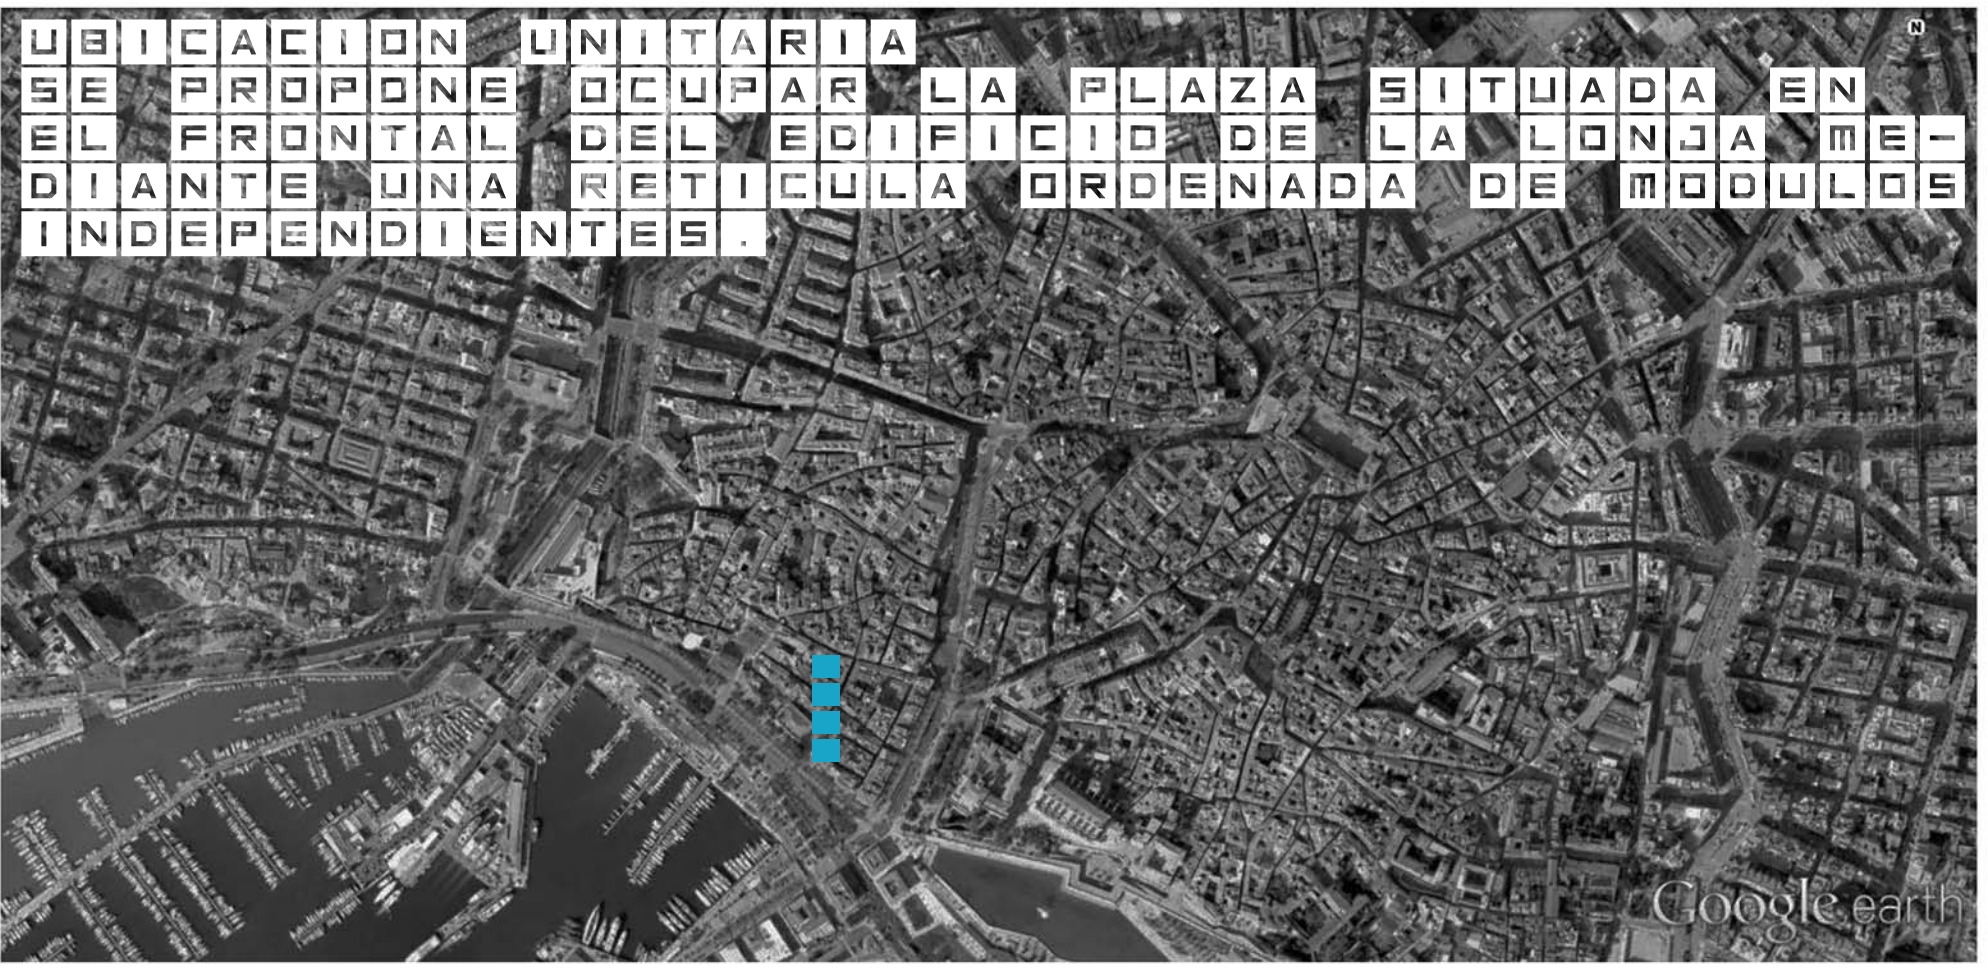 UBICACION UNITARIA
SE PROPONE OCUPAR LA PLAZA SITUADA EN
EL FRONTAL DEL EDIFICIO DE LA LONJA ME-
DIANTE UNA RETICULA ORDENADA DE MODULOS
INDEPENDIENTES.
N
Google earth